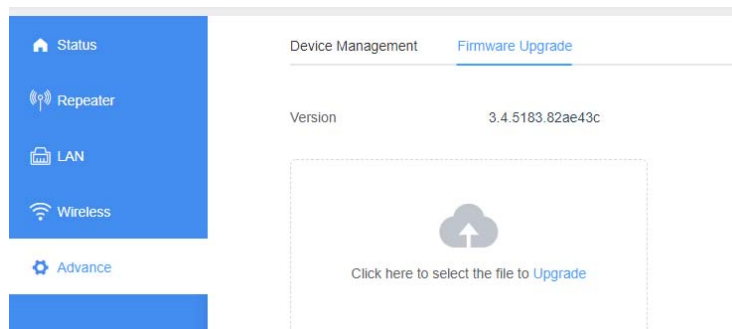 Status
Device Management Firmware Upgrade
Repeater
Version 3.4.5183.82ae43c
LAN
Wireless
Advance
Click here to select the file to Upgrade